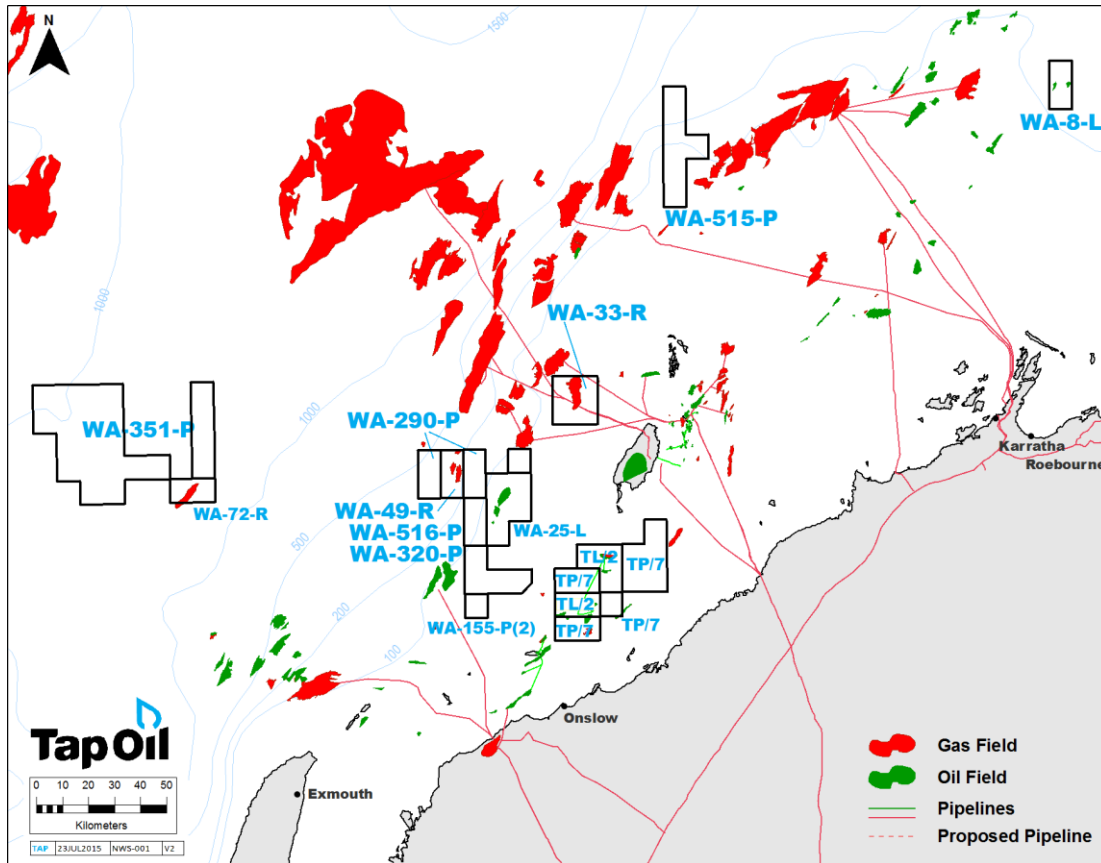 N
1500
WA-8-L
WA-515-P
1000
WA-33-R
1000
WA-290-P
WA-351-P
Karratha
Roebourne
WA-72-R
WA-49-R
WA-516-P
WA-25-L
WA-320-P
500
TL/2
TP/7
TP/7
TL/2
200
WA-155-P(2)
TP/7
TP/7
100
Onslow
Tap Oil
Gas Field
Oil Field
Pipelines
Proposed Pipeline
0 10 20 30 40 50
Kilometers
Exmouth
TAP 23JUL2015 NWS-001 V2